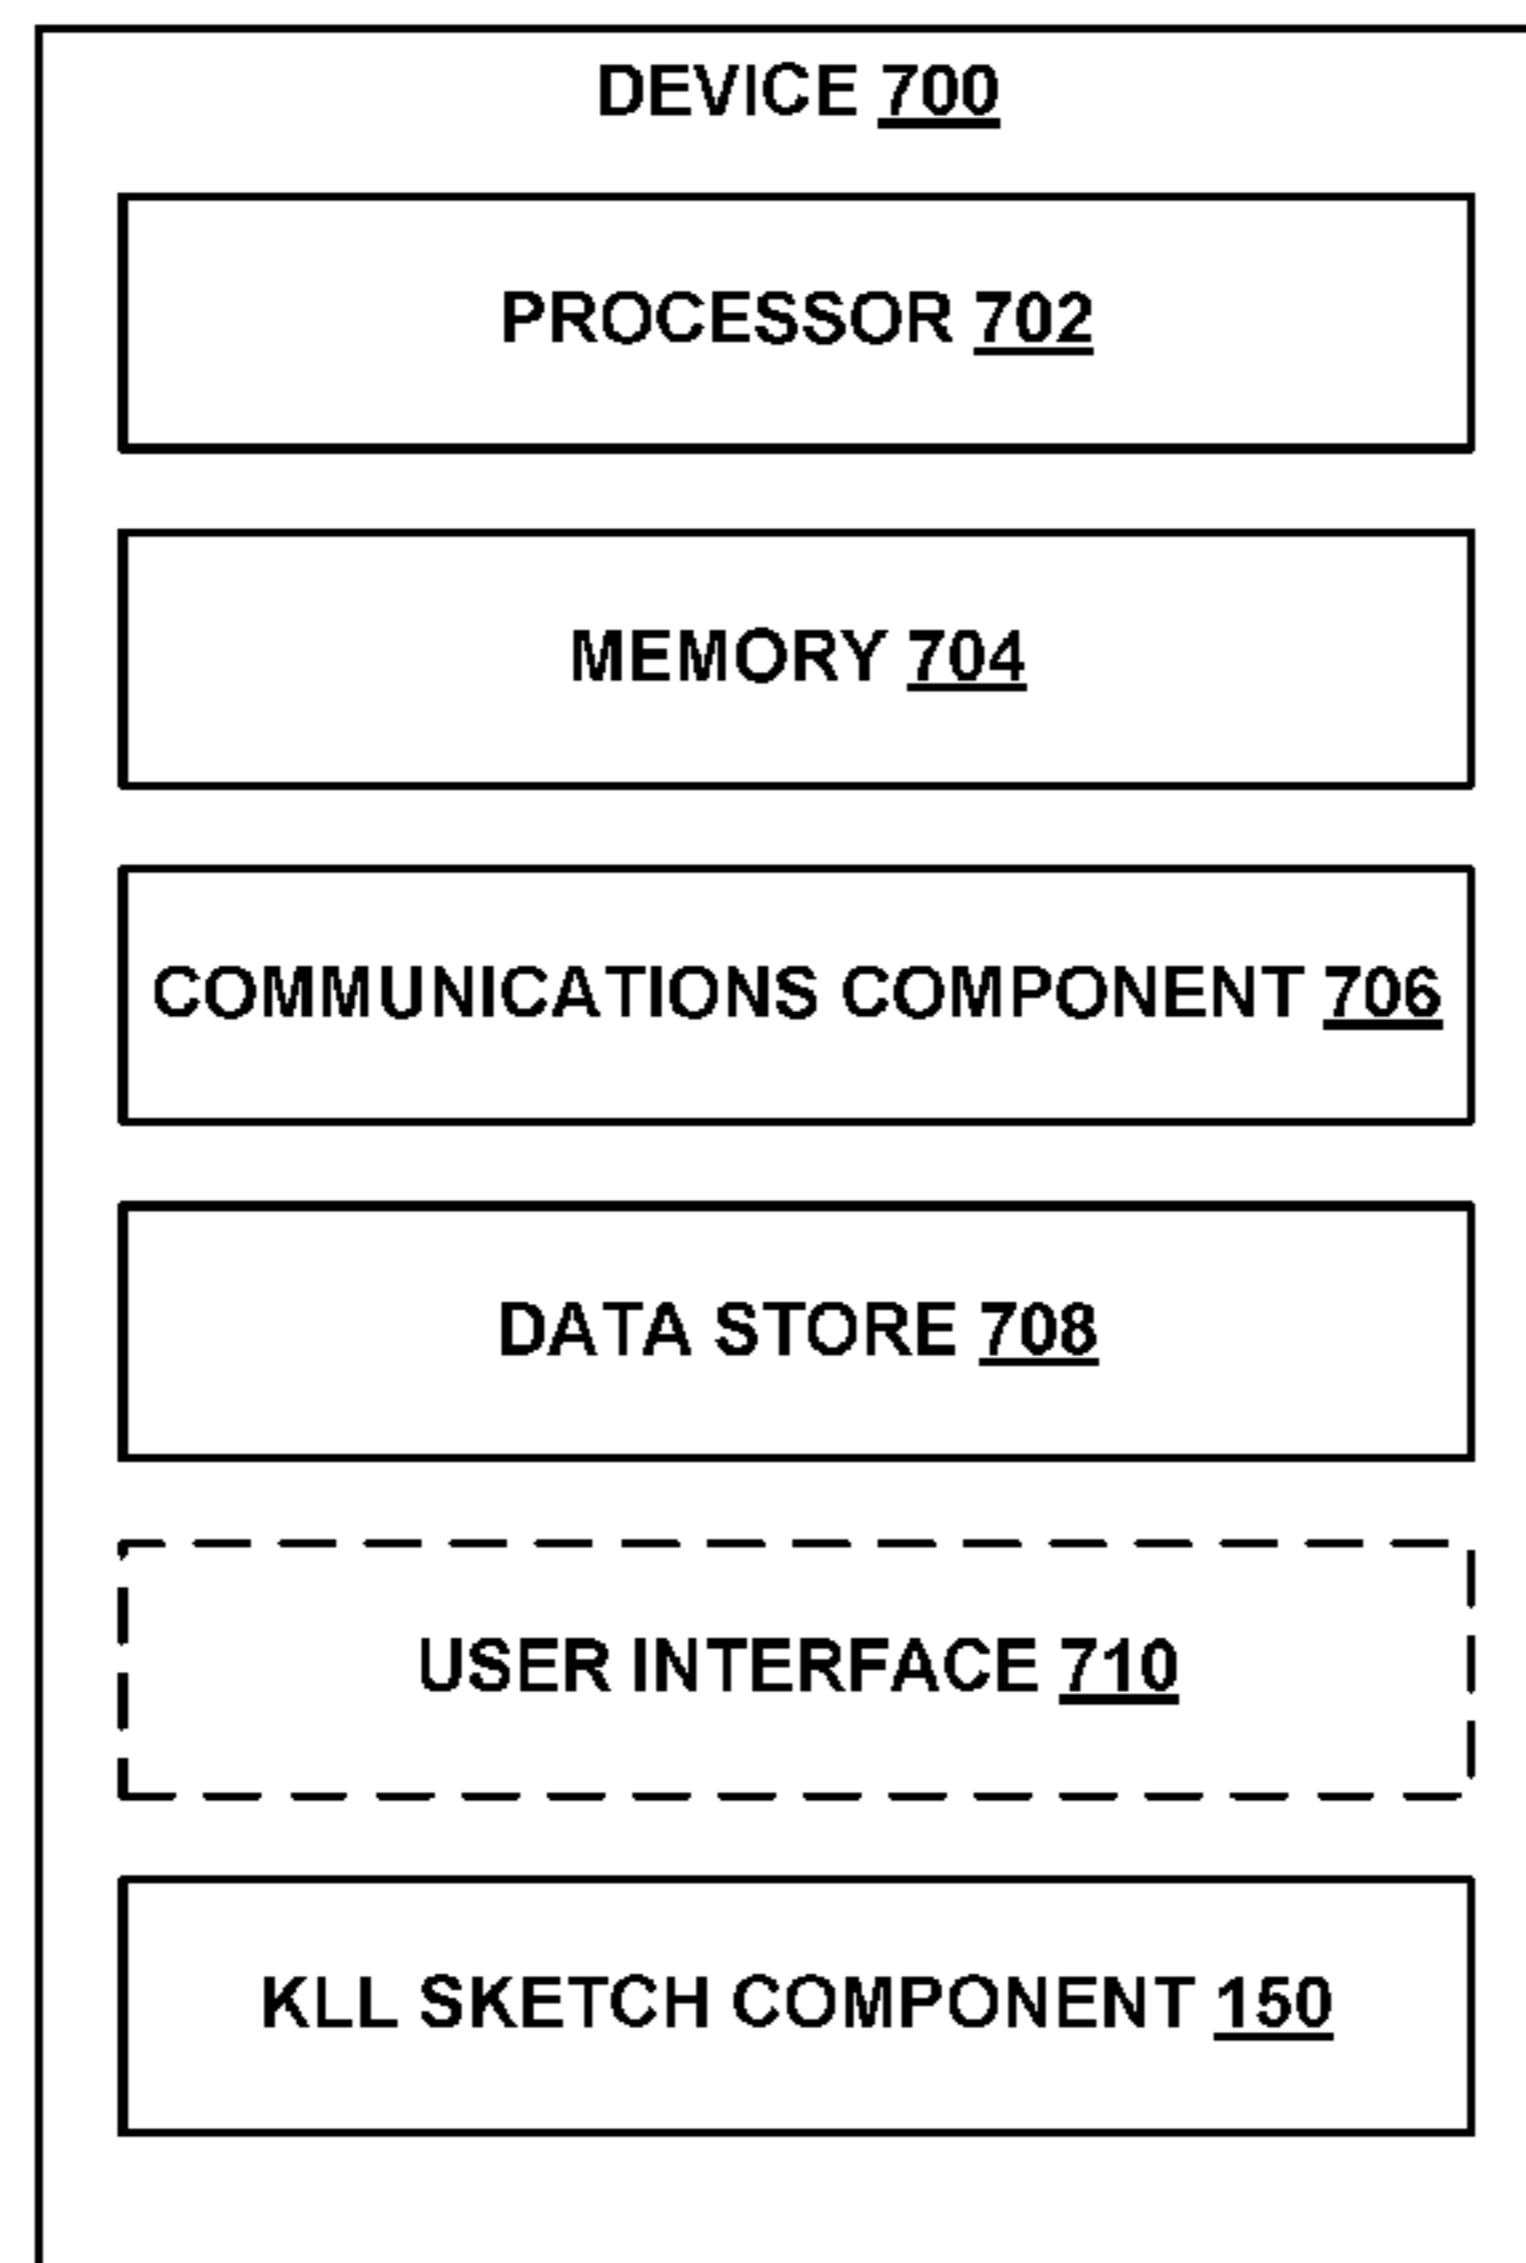 DEVICE 700
PROCESSOR 702
MEMORY 704
COMMUNICATIONS COMPONENT 706
DATA STORE 708
USER INTERFACE 710
KLL SKETCH COMPONENT 150